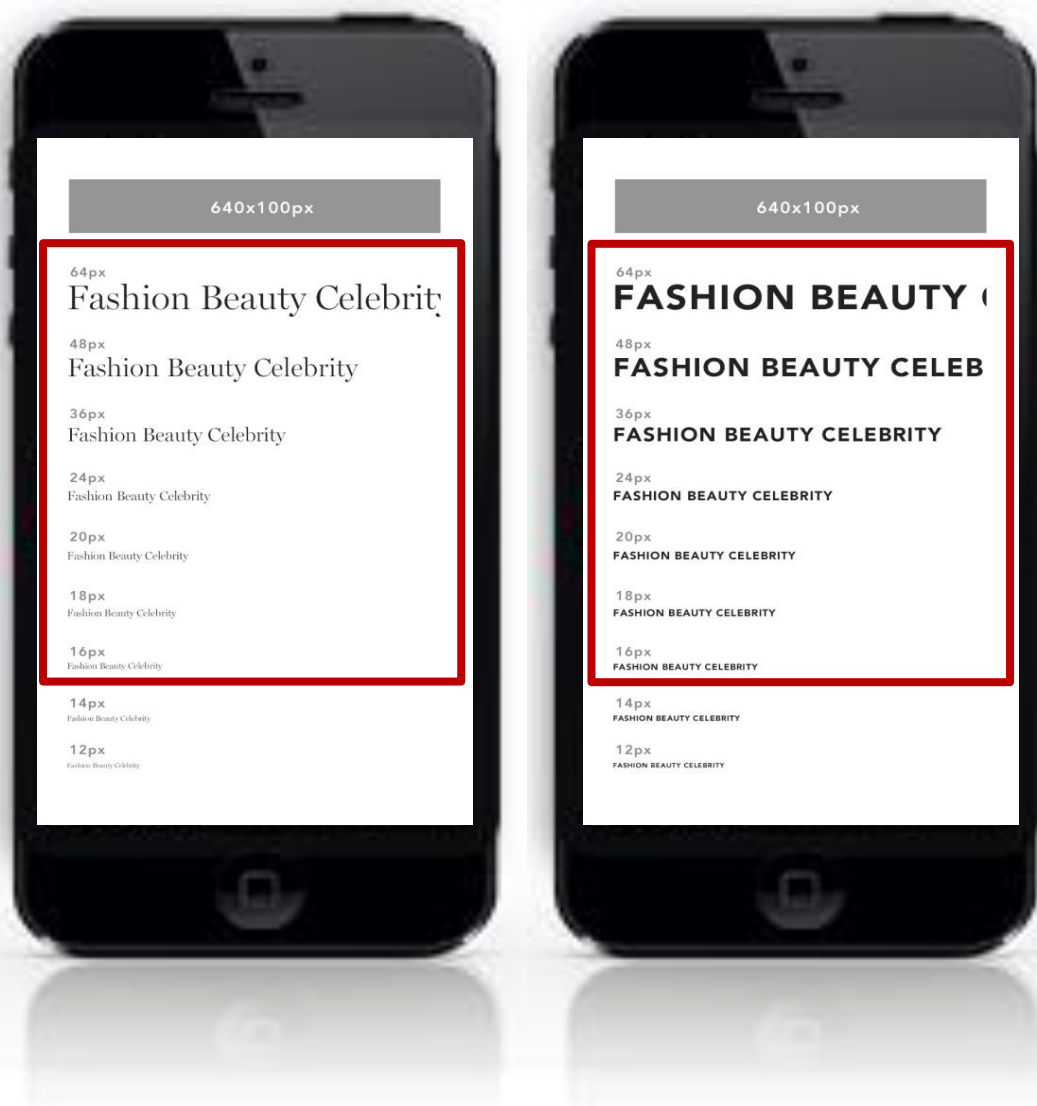 640x100px
64px
Fashion Beauty Celebrit
48px
Fashion Beauty Celebrity
36px
Fashion Beauty Celebrity
24px
Fashion Beauty Celebrity
20px
Fashion Beauty Celebrity
18px
Fashion Beauty Celebrity
16px
Fashion Beauty Celebrity
14px
Fashion Beauty Celebrity
12px
Fashion Beauty Celebrity
640x100px
64px
FASHION BEAUTY
48px
FASHION BEAUTY CELEB
36px
FASHION BEAUTY CELEBRITY
24px
FASHION BEAUTY CELEBRITY
20px
FASHION BEAUTY CELEBRITY
18px
FASHION BEAUTY CELEBRITY
16px
FASHION BEAUTY CELEBRITY
14px
FASHION BEAUTY CELEBRITY
12px
FASHION BEAUTY CELEBRITY